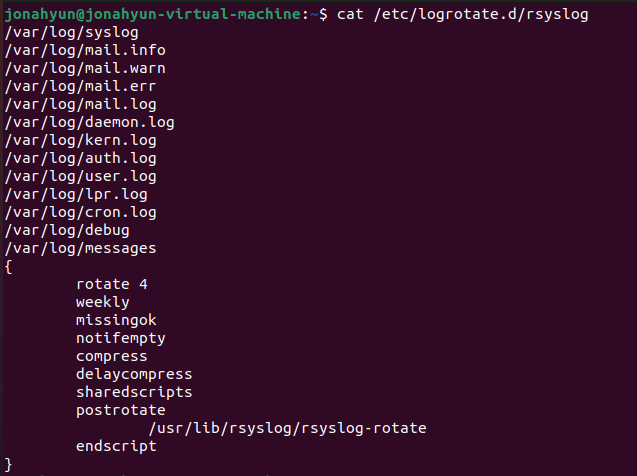 jonahyun@jonahyun-virtual-machine:~$ cat /etc/logrotate.d/rsyslog
/var/log/syslog
/var/log/mail.info
/var/log/mail.warn
/var/log/mail.err
/var/log/mail.log
/var/log/daemon.log
/var/log/kern.log
/var/log/auth.log
/var/log/user.log
/var/log/lpr.log
/var/log/cron.log
/var/log/debug
/var/log/messages
{
        rotate 4
        weekly
        missingok
        notifempty
        compress
        delaycompress
        sharedscripts
        postrotate
                /usr/lib/rsyslog/rsyslog-rotate
        endscript
}